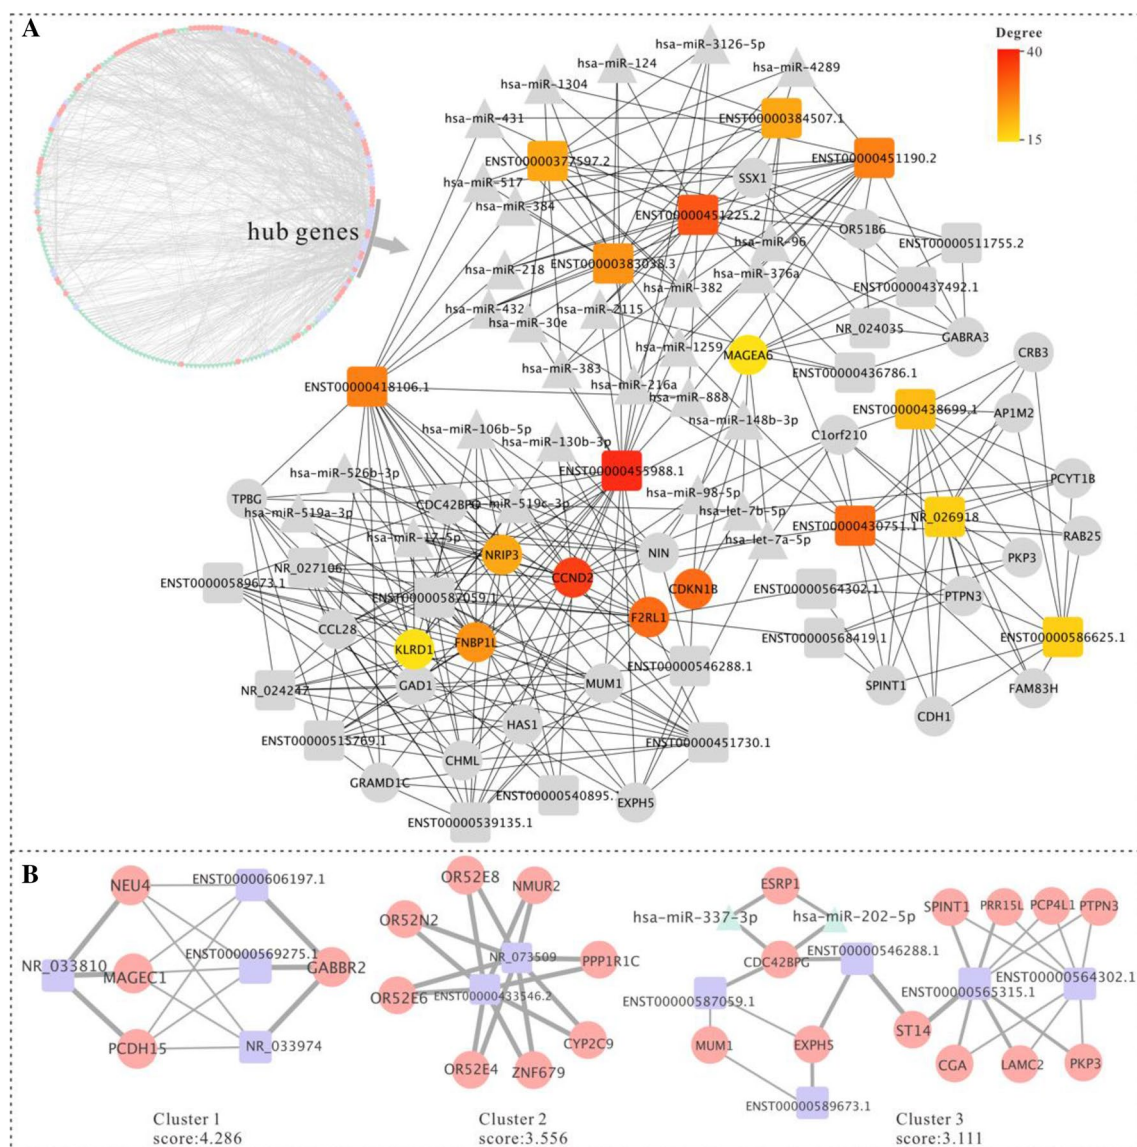 A
hub genes
Degree
40
15
hsa-miR-3126-5p
hsa-miR-124
hsa-miR-4289
hsa-miR-1304
hsa-miR-431
ENST00000384507.1
ENST00000377597.2
ENST00000451190.2
SSX1
hsa-miR-517
hsa-miR-384
ENST00000451225.2
OR51B6
hsa-miR-96
ENST00000511755.2
hsa-miR-218
ENST00000383038.3
hsa-miR-376a
hsa-miR-382
ENST00000437492.1
hsa-miR-432
hsa-miR-2115
hsa-miR-30e
NR_024035
GABRA3
hsa-miR-1259
MAGEA6
CRB3
hsa-miR-383
ENST00000436786.1
ENST00000418106.1
hsa-miR-216a
hsa-miR-888
ENST00000438699.1
AP1M2
hsa-miR-148b-3p
hsa-miR-106b-5p
C1orf210
hsa-miR-130b-3p
hsa-miR-526b-3p
ENST00000455988.1
PCYT1B
TPBG
CDC42BPG
hsa-miR-519c-3p
hsa-miR-98-5p
hsa-miR-519a-3p
hsa-let-7b-5p
NR_026918
ENST00000430751.1
hsa-miR-17-5p
RAB25
hsa-let-7a-5p
NRIP3
NIN
PKP3
NR_027106
ENST00000589673.1
CCND2
CDKN1B
ENST00000564302.1
PTPN3
ENST00000587059.1
F2RL1
CCL28
ENST00000568419.1
ENST00000586625.1
KLRD1
FNBP1L
ENST00000546288.1
GAD1
MUM1
NR_024247
SPINT1
FAM83H
CDH1
HAS1
ENST00000515769.1
ENST00000451730.1
CHML
GRAMD1C
ENST00000540895.
EXPH5
ENST00000539135.1
B
NEU4
ENST00000606197.1
NR_033810
MAGEC1
ENST00000569275.1
GABBR2
PCDH15
NR_033974
Cluster 1
score:4.286
OR52E8
NMUR2
OR52N2
NR_073509
PPP1R1C
OR52E6
ENST00000433546.2
CYP2C9
OR52E4
ZNF679
Cluster 2
score:3.556
ESRP1
hsa-miR-337-3p
hsa-miR-202-5p
SPINT1
PRR15L
PCP4L1
PTPN3
CDC42BPG
ENST00000546288.1
ENST00000564302.1
ENST00000587059.1
ENST00000565315.1
MUM1
EXPH5
ST14
CGA
LAMC2
PKP3
ENST00000589673.1
Cluster 3
score:3.111